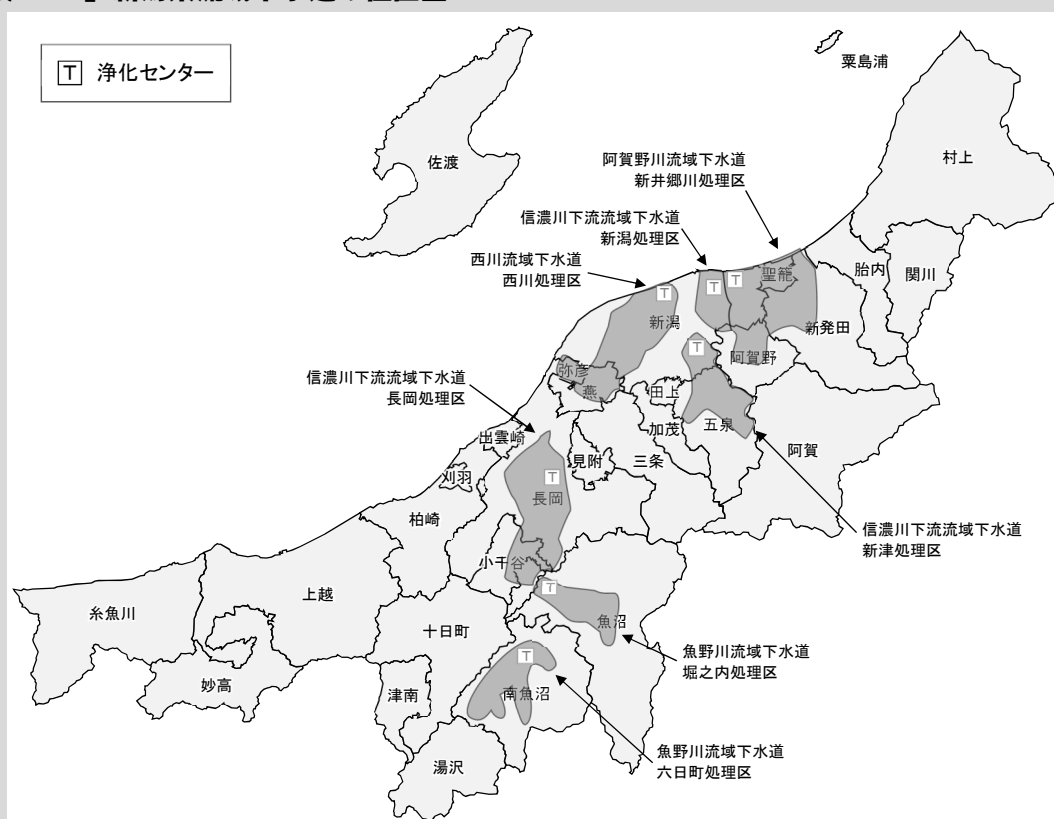 T 浄化センター
粟島浦
佐渡
村上
阿賀野川流域下水道
新井郷川処理区
信濃川下流流域下水道
新潟処理区
西川流域下水道
西川処理区
胎内
関川
聖籠
T
T
T
新潟
新発田
T
阿賀野
弥彦
燕
田上
信濃川下流流域下水道
長岡処理区
加茂
五泉
阿賀
出雲崎
見附
三条
刈羽
T
長岡
柏崎
信濃川下流流域下水道
新津処理区
小千谷
上越
T
糸魚川
魚沼
十日町
魚野川流域下水道
堀之内処理区
T
妙高
津南
南魚沼
魚野川流域下水道
六日町処理区
湯沢